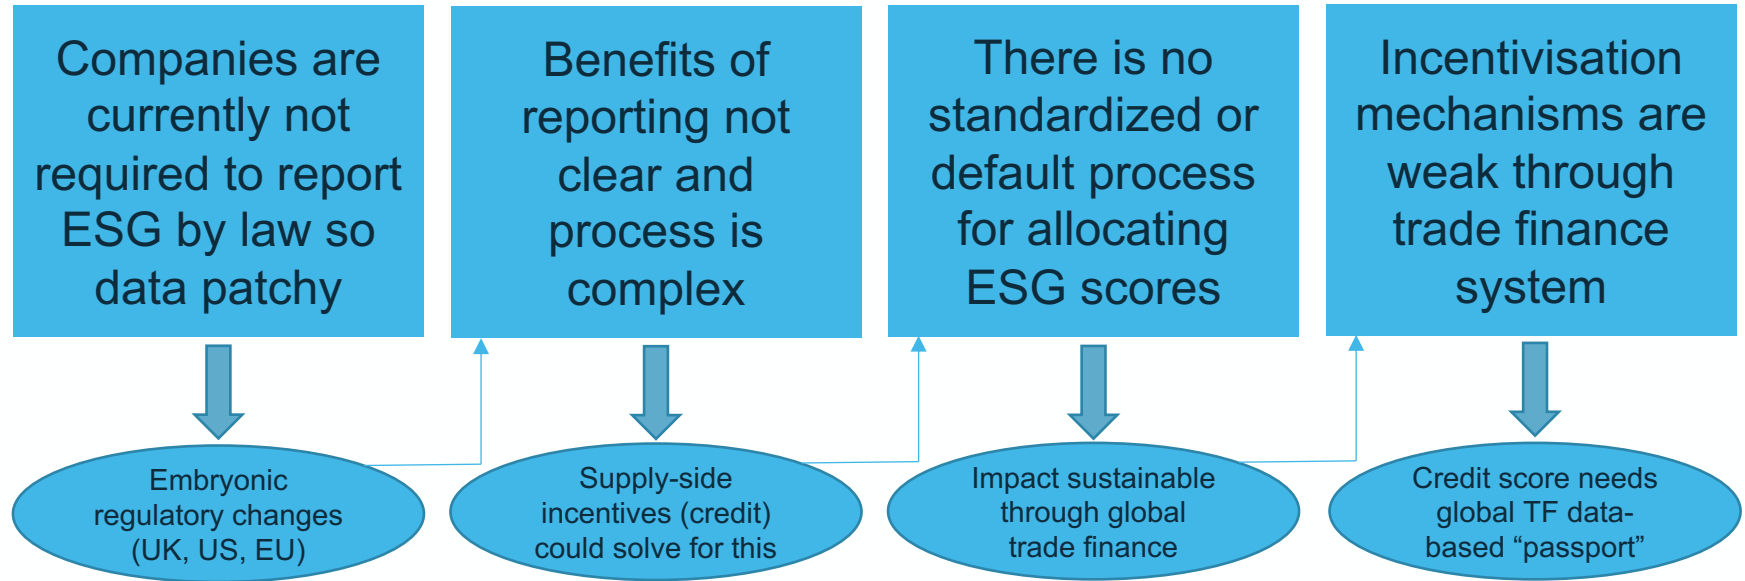 Companies are
currently not
required to report
ESG by law so
data patchy
Benefits of
reporting not
clear and
process is
complex
There is no
standardized or
default process
for allocating
ESG scores
Incentivisation
mechanisms are
weak through
trade finance
system
Embryonic
regulatory changes
(UK, US, EU)
Supply-side
incentives (credit)
could solve for this
Impact sustainable
through global
trade finance
Credit score needs
global TF data-
based “passport”